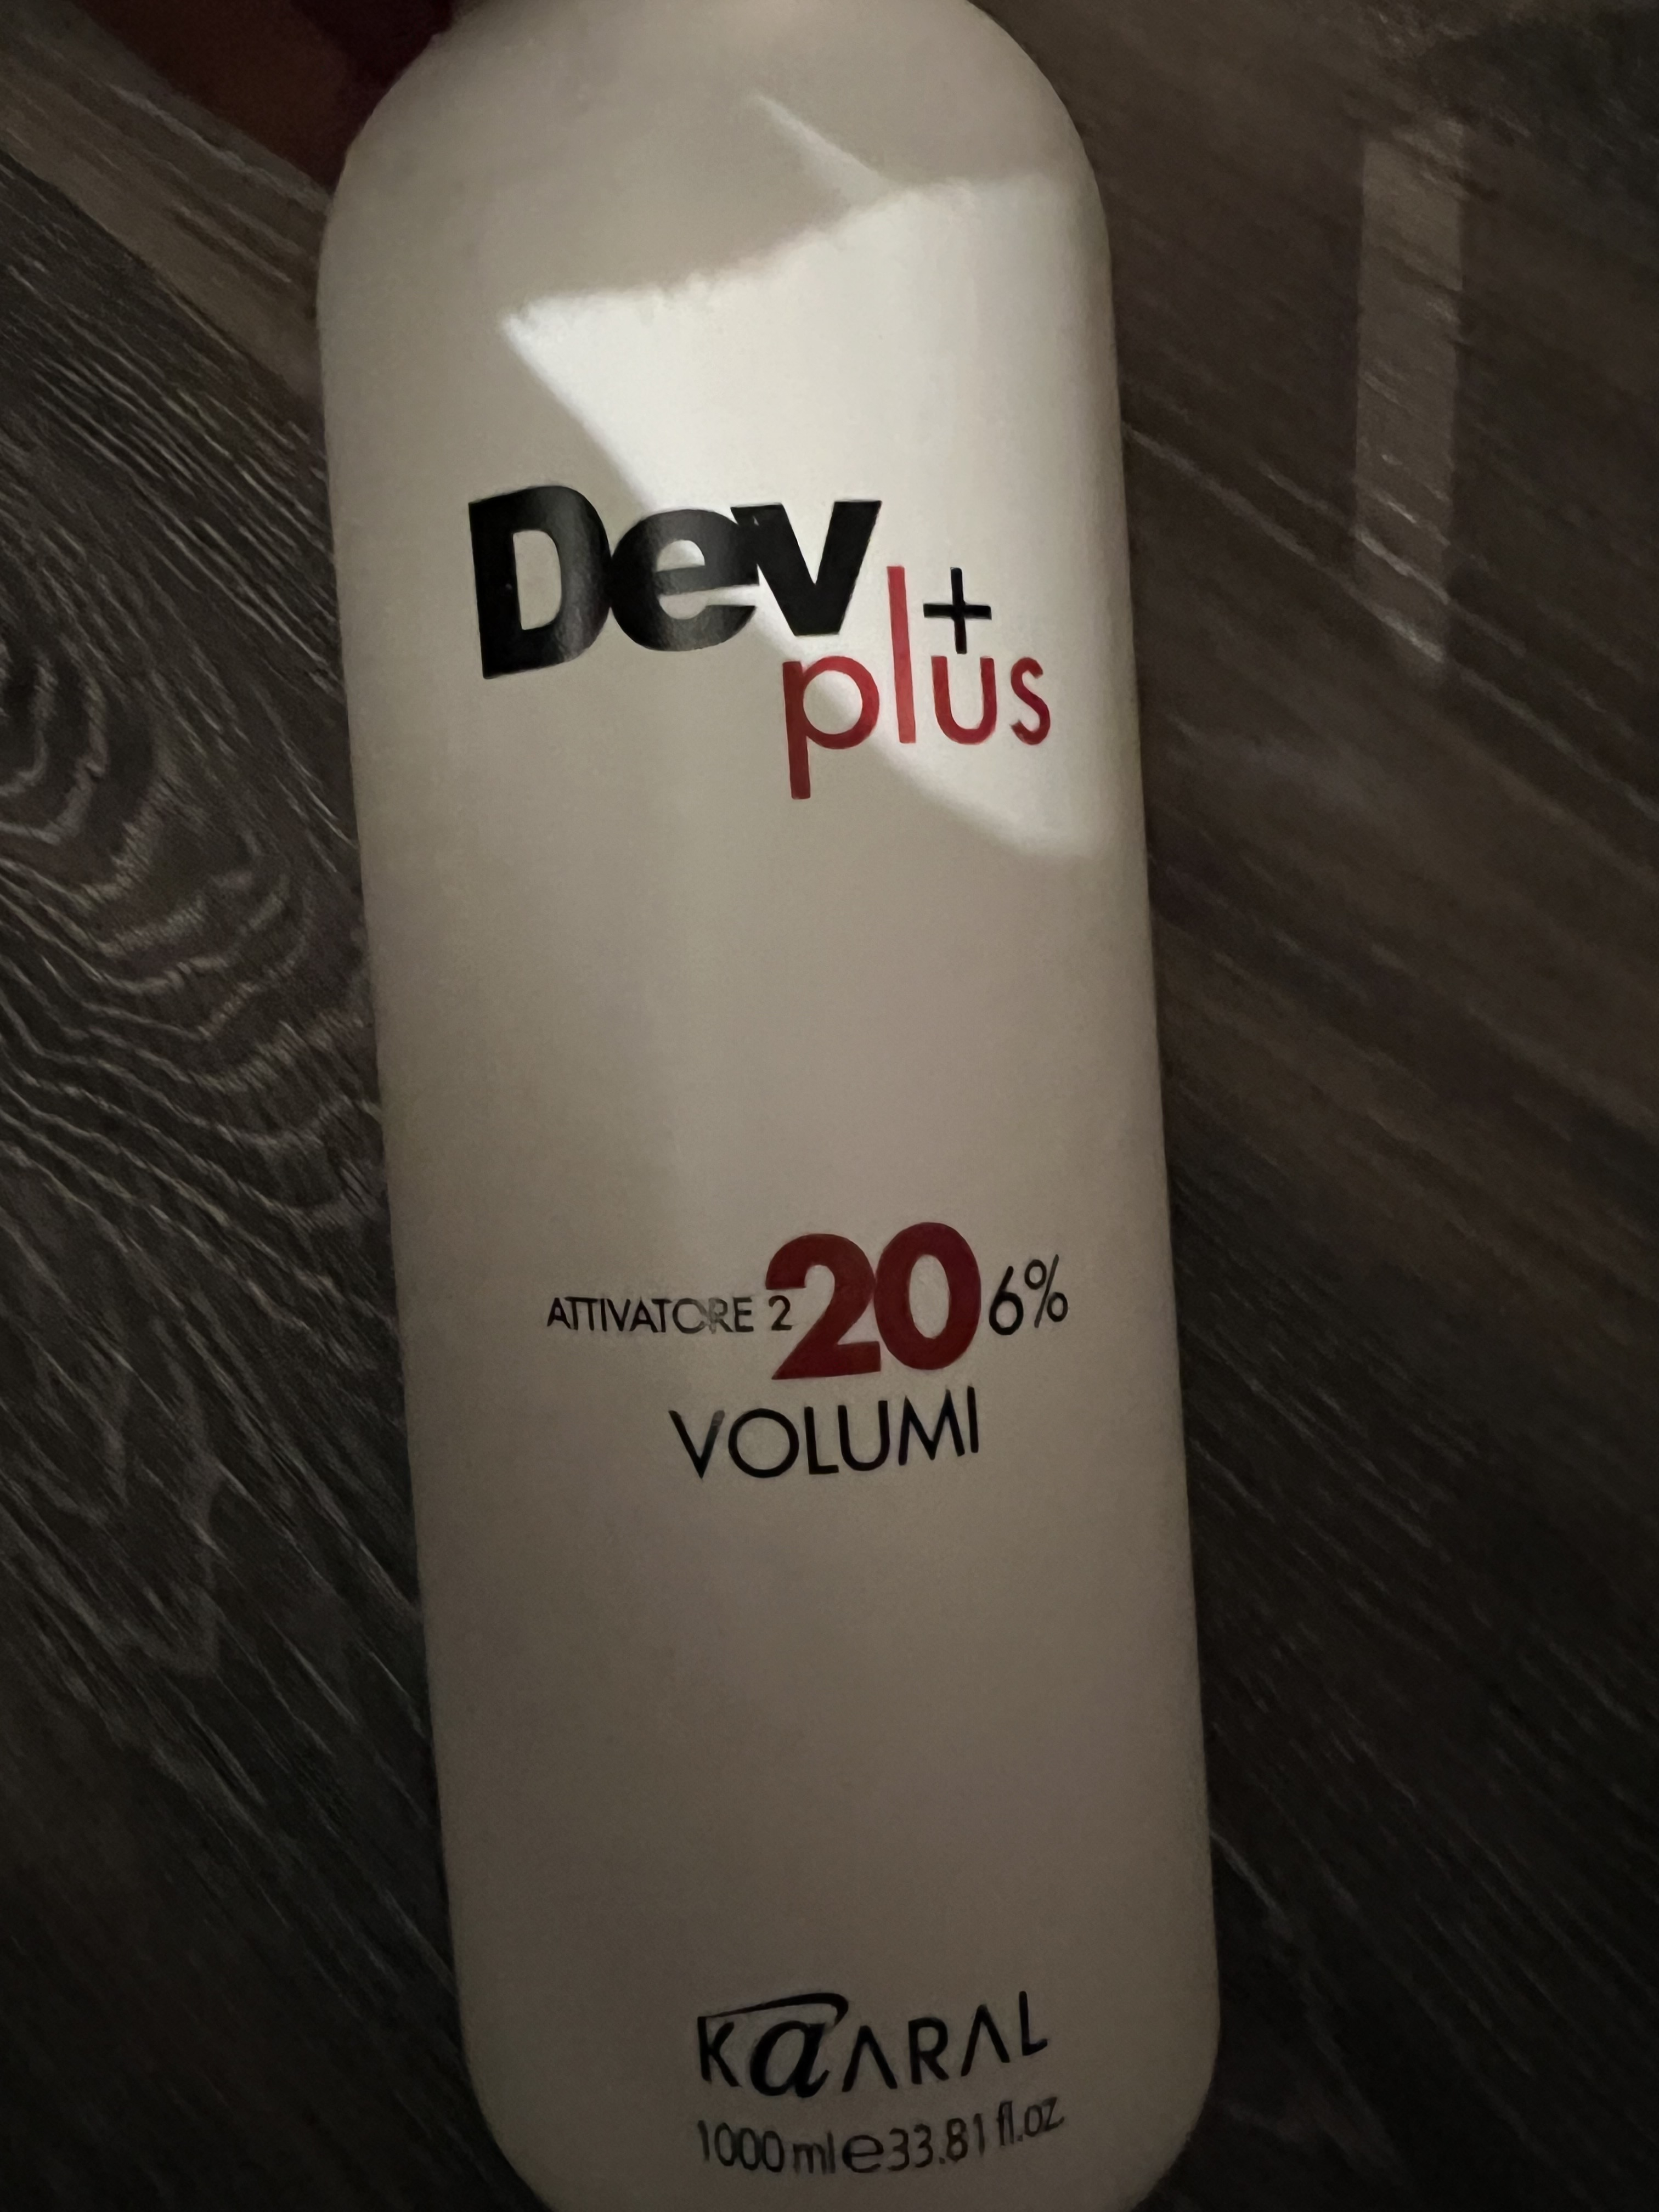 Dev
plus+
ATTIVATORE 2 20 6%
VOLUMI
KAARAL
1000 ml e 33.81 fl.oz